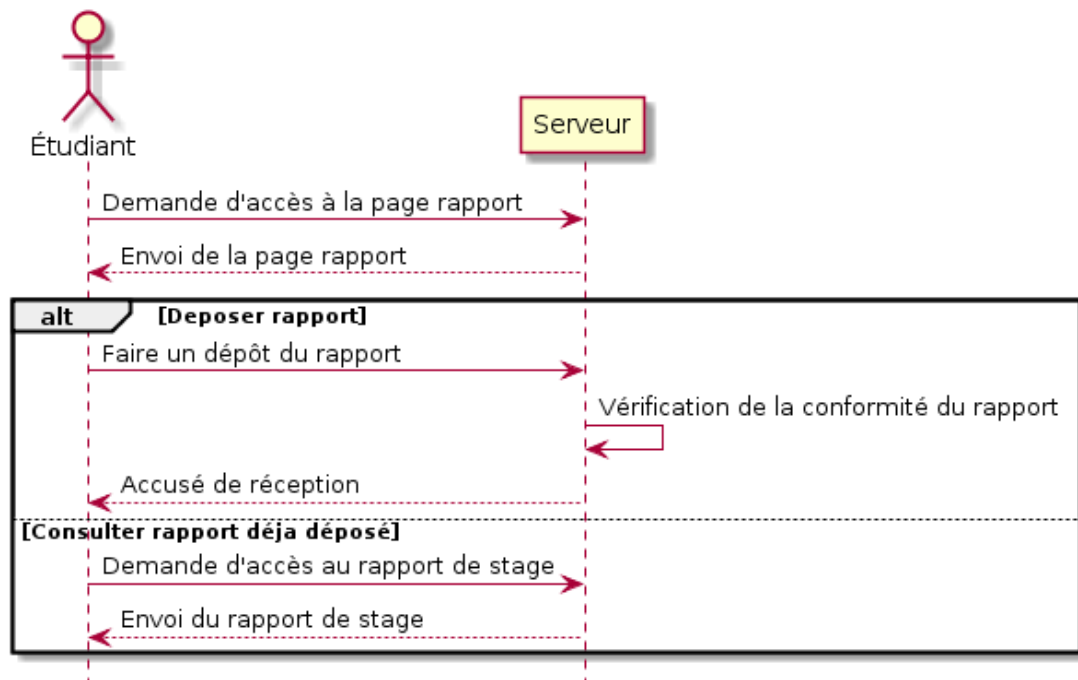 Étudiant
Serveur
Demande d'accès à la page rapport
Envoi de la page rapport
alt [Deposer rapport]
Faire un dépôt du rapport
Vérification de la conformité du rapport
Accusé de réception
[Consulter rapport déja déposé]
Demande d'accès au rapport de stage
Envoi du rapport de stage